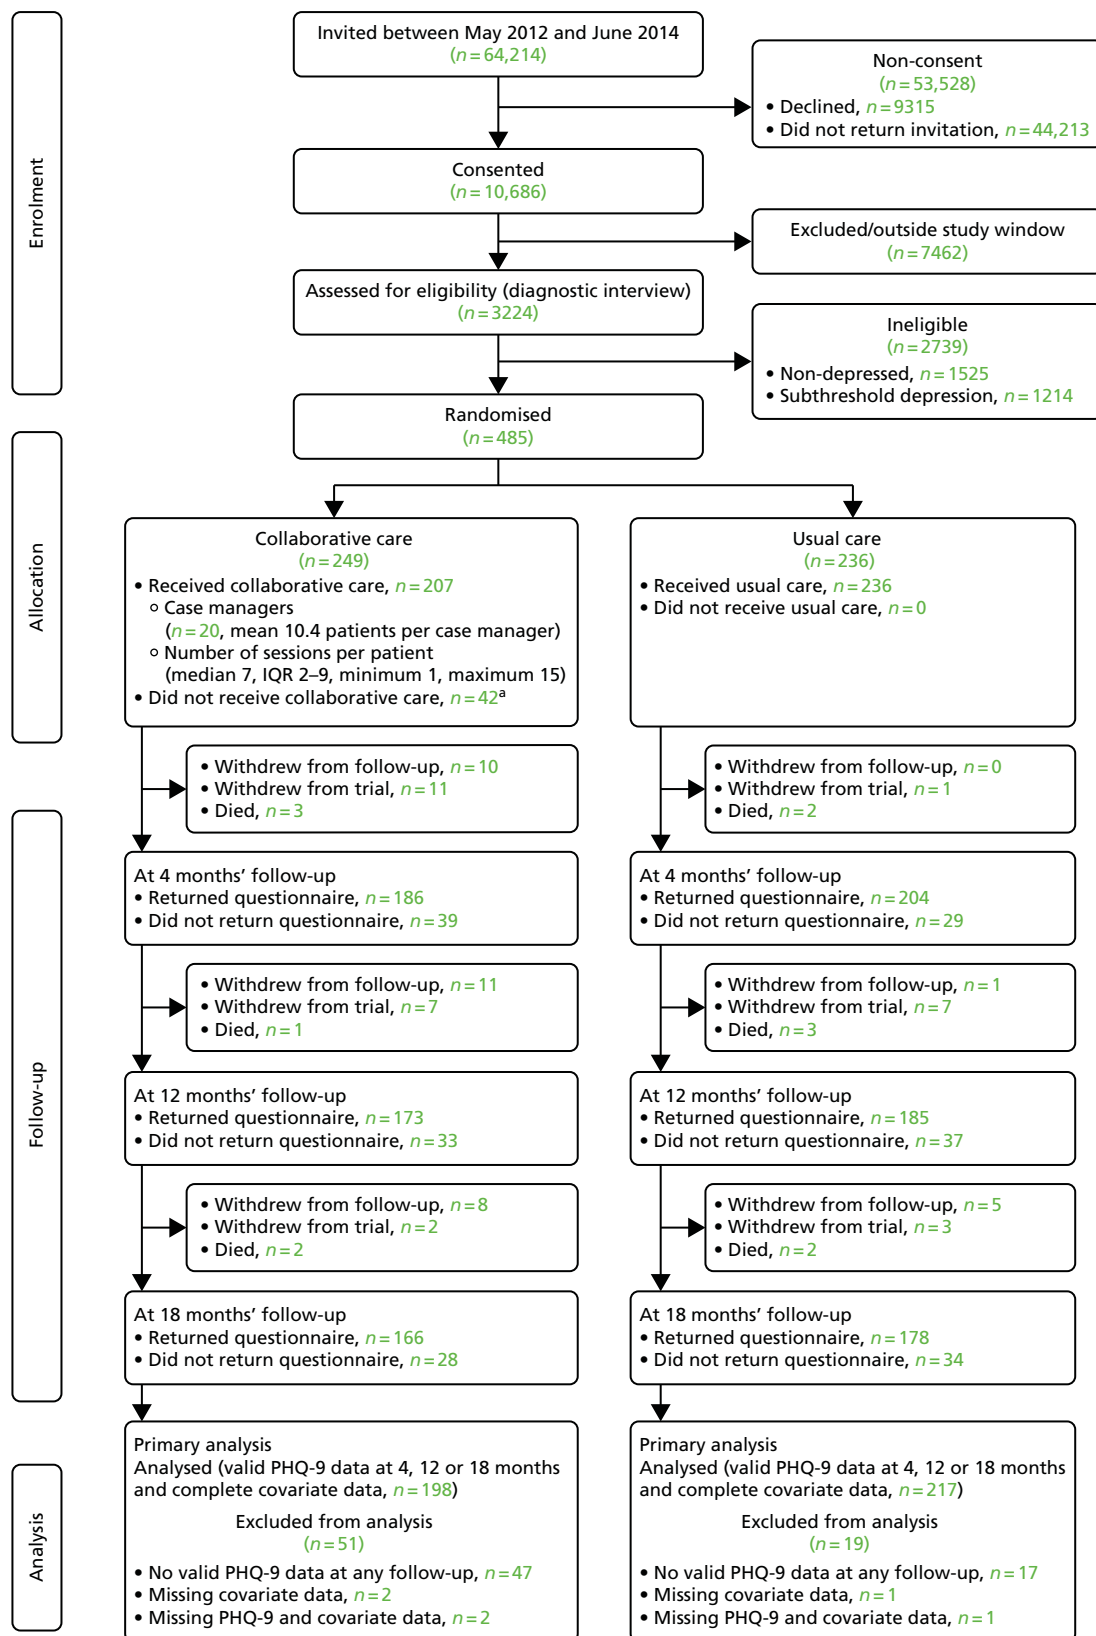 Enrolment
Invited between May 2012 and June 2014
(n=64,214)
Non-consent
(n=53,528)
• Declined, n=9315
• Did not return invitation, n=44,213
Consented
(n=10,686)
Excluded/outside study window
(n=7462)
Assessed for eligibility (diagnostic interview)
(n=3224)
Ineligible
(n=2739)
• Non-depressed, n=1525
• Subthreshold depression, n=1214
Randomised
(n=485)
Allocation
Collaborative care
(n=249)
• Received collaborative care, n=207
○ Case managers
(n=20, mean 10.4 patients per case manager)
○ Number of sessions per patient
(median 7, IQR 2–9, minimum 1, maximum 15)
• Did not receive collaborative care, n=42a
Usual care
(n=236)
• Received usual care, n=236
• Did not receive usual care, n=0
• Withdrew from follow-up, n=10
• Withdrew from trial, n=11
• Died, n=3
• Withdrew from follow-up, n=0
• Withdrew from trial, n=1
• Died, n=2
Follow-up
At 4 months’ follow-up
• Returned questionnaire, n=186
• Did not return questionnaire, n=39
At 4 months’ follow-up
• Returned questionnaire, n=204
• Did not return questionnaire, n=29
• Withdrew from follow-up, n=11
• Withdrew from trial, n=7
• Died, n=1
• Withdrew from follow-up, n=1
• Withdrew from trial, n=7
• Died, n=3
At 12 months’ follow-up
• Returned questionnaire, n=173
• Did not return questionnaire, n=33
At 12 months’ follow-up
• Returned questionnaire, n=185
• Did not return questionnaire, n=37
• Withdrew from follow-up, n=8
• Withdrew from trial, n=2
• Died, n=2
• Withdrew from follow-up, n=5
• Withdrew from trial, n=3
• Died, n=2
At 18 months’ follow-up
• Returned questionnaire, n=166
• Did not return questionnaire, n=28
At 18 months’ follow-up
• Returned questionnaire, n=178
• Did not return questionnaire, n=34
Analysis
Primary analysis
Analysed (valid PHQ-9 data at 4, 12 or 18 months
and complete covariate data, n=198)
Excluded from analysis
(n=51)
• No valid PHQ-9 data at any follow-up, n=47
• Missing covariate data, n=2
• Missing PHQ-9 and covariate data, n=2
Primary analysis
Analysed (valid PHQ-9 data at 4, 12 or 18 months
and complete covariate data, n=217)
Excluded from analysis
(n=19)
• No valid PHQ-9 data at any follow-up, n=17
• Missing covariate data, n=1
• Missing PHQ-9 and covariate data, n=1